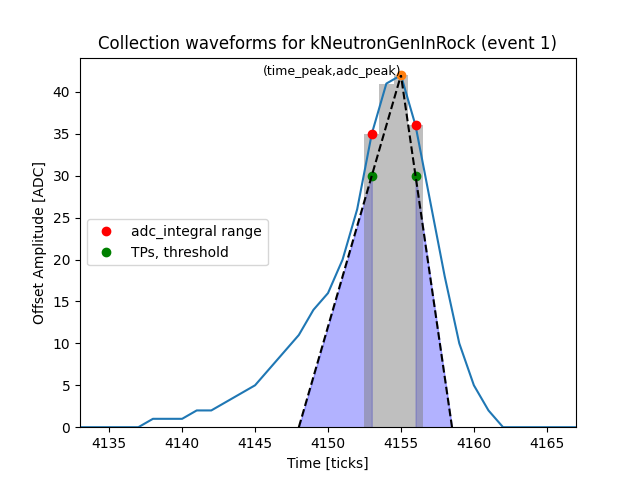 Collection waveforms for kNeutronGenInRock (event 1)
(time_peak,adc_peak)
40
35
30
25
20
15
10
5
0
Offset Amplitude [ADC]
adc_integral range
TPs, threshold
4135 4140 4145 4150 4155 4160 4165
Time [ticks]